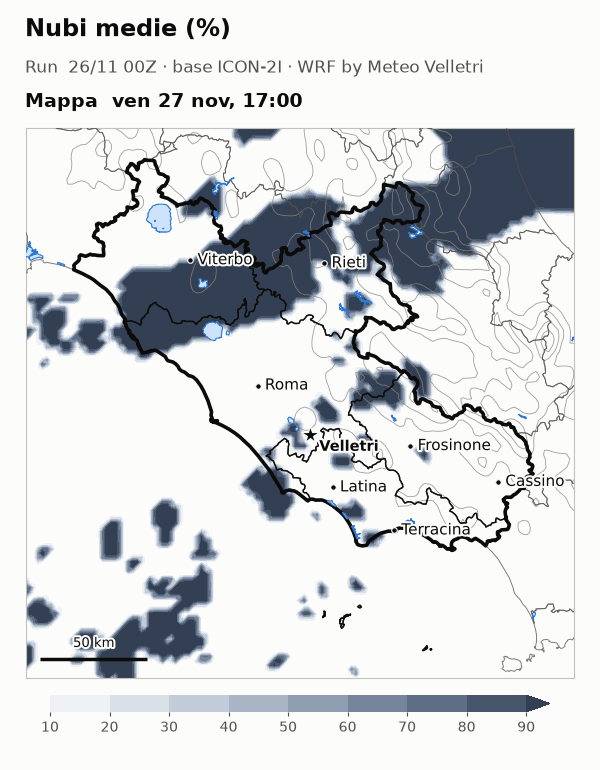 Nubi medie (%)
Run 26/11 00Z · base ICON-2I · WRF by Meteo Velletri
Mappa ven 27 nov, 17:00
Viterbo
Rieti
Roma
Velletri
Frosinone
Latina
Cassino
Terracina
50 km
10 20 30 40 50 60 70 80 90